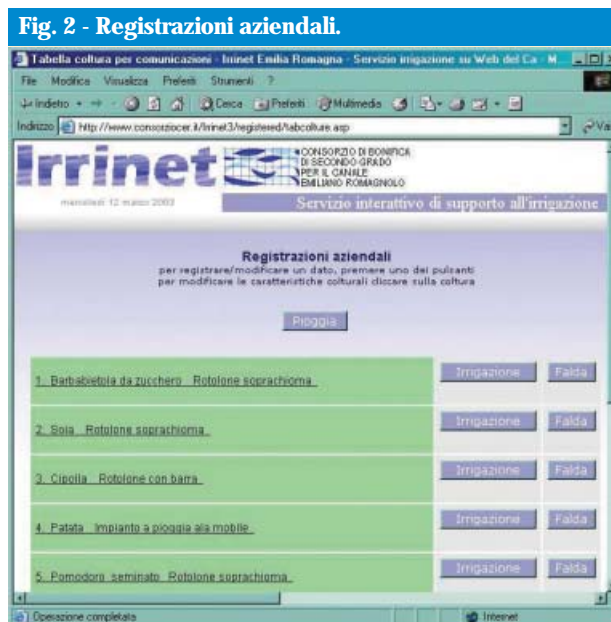 Fig. 2 - Registrazioni aziendali.
Tabella coltura per comunicazioni - Irrinet Emilia Romagna - Servizio irrigazione su Web del Ca - M
File Modifica Visualizza Preferiti Strumenti ?
Indietro Cerca Preferiti Multimedia
Indirizzo http://www.consorziocer.it/Irrinet3/registered/tabcolture.asp Va
Irrinet
CONSORZIO DI BONIFICA
DI SECONDO GRADO
PER IL CANALE
EMILIANO ROMAGNOLO
mercoledì 12 marzo 2003
Servizio interattivo di supporto all'irrigazione
Registrazioni aziendali
per registrare/modificare un dato, premere uno dei pulsanti
per modificare le caratteristiche colturali cliccare sulla coltura
Pioggia
1. Barbabietola da zucchero Rotolone soprachioma Irrigazione Falda
2. Soia Rotolone soprachioma Irrigazione Falda
3. Cipolla Rotolone con barra Irrigazione Falda
4. Patata Impianto a pioggia ala mobile Irrigazione Falda
5. Pomodoro seminato Rotolone soprachioma Irrigazione Falda
Operazione completata Internet